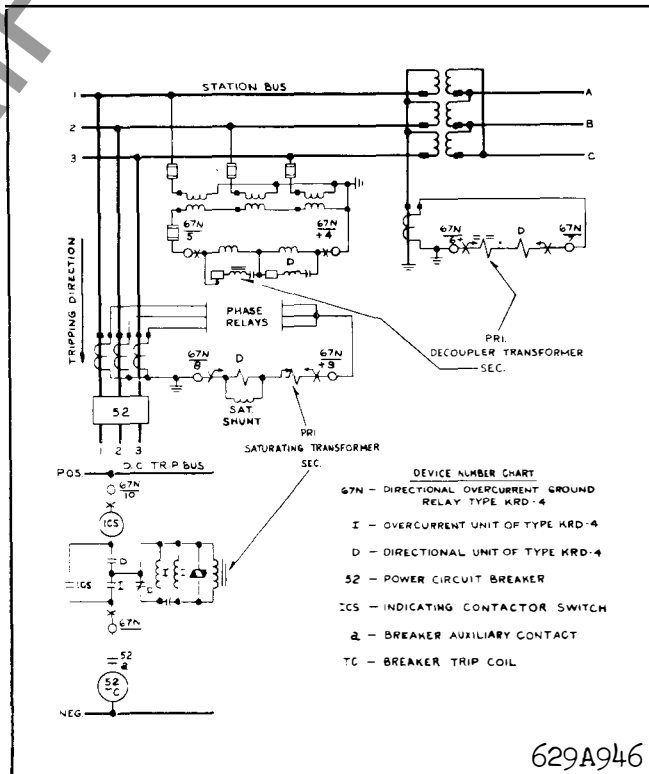 STATION BUS
1
2
3
A
B
C
TRIPPING DIRECTION
67N
5
67N
+4
D
67N
6+
D
67N
7
PHASE
RELAYS
PRI.
DECOUPLER TRANSFORMER
SEC.
67N
8
D
67N
+9
SAT.
SHUNT
PRI
SATURATING TRANSFORMER
SEC.
52
1 2 3
D.C TRIP BUS
POS.
67N
10
ICS
ICS
D
I
D
I
I
67N
52
a
52
TC
NEG.
DEVICE NUMBER CHART
67N - DIRECTIONAL OVERCURRENT GROUND
RELAY TYPE KRD-4
I - OVERCURRENT UNIT OF TYPE KRD-4
D - DIRECTIONAL UNIT OF TYPE KRD-4
52 - POWER CIRCUIT BREAKER
ICS - INDICATING CONTACTOR SWITCH
a - BREAKER AUXILIARY CONTACT
TC - BREAKER TRIP COIL
629A946